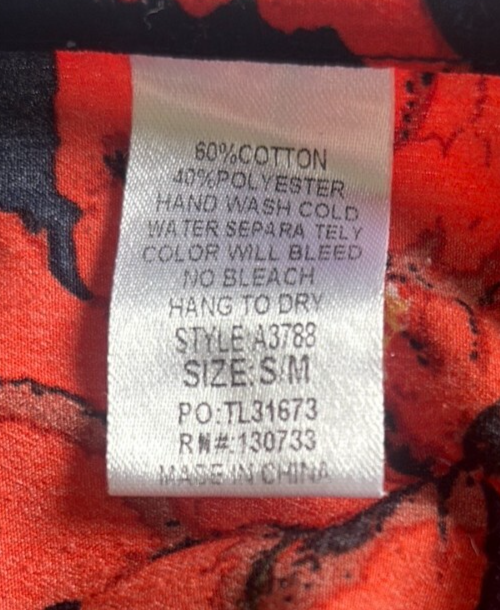 60%COTTON
40%POLYESTER
HAND WASH COLD
WATER SEPARA TELY
COLOR WILL BLEED
NO BLEACH
HANG TO DRY
STYLE:A3788
SIZE:S/M
PO:TL31673
RN#:130733
MADE IN CHINA